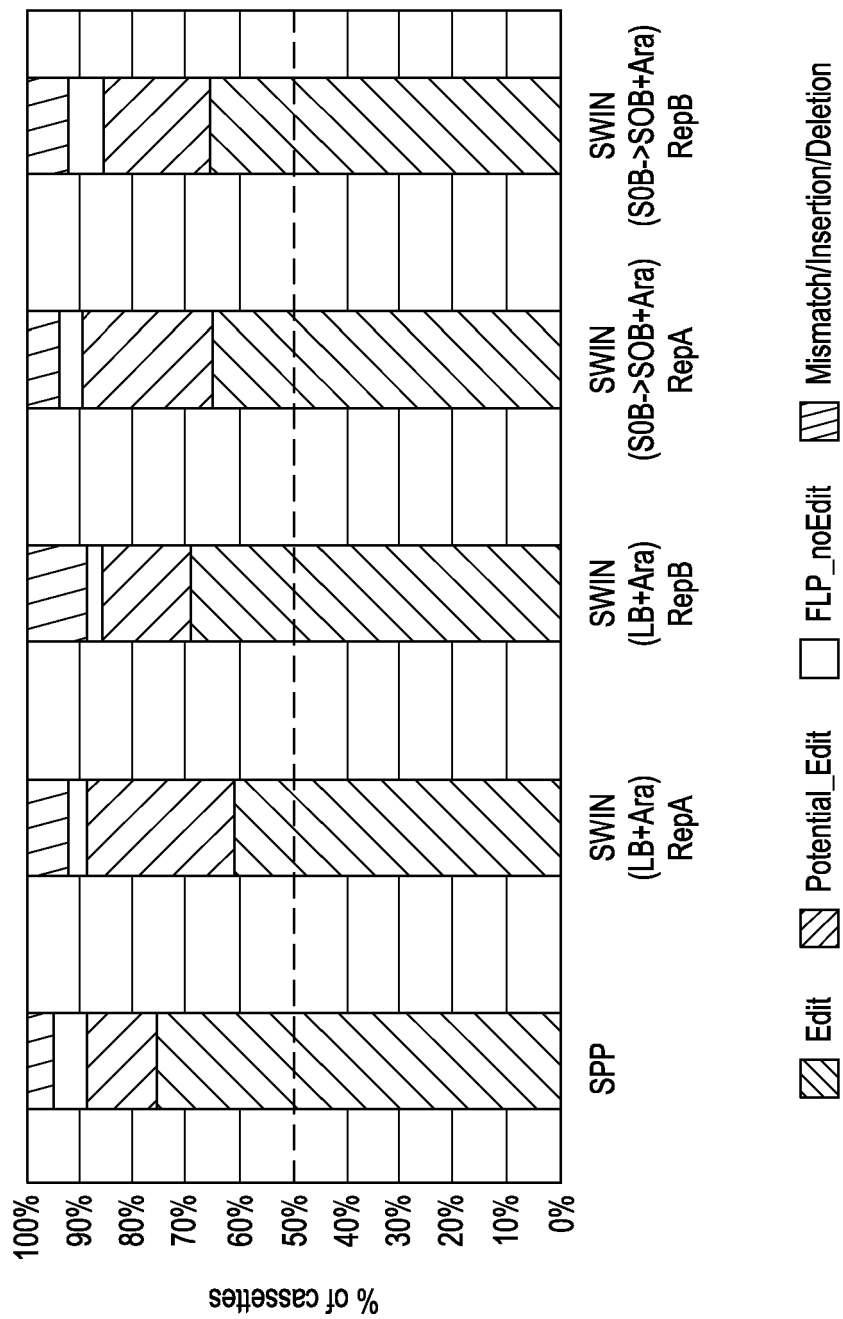 % of cassettes
100%
90%
80%
70%
60%
50%
40%
30%
20%
10%
0%
SPP
SWIN
(LB+Ara)
RepA
SWIN
(LB+Ara)
RepB
SWIN
(S0B->SOB+Ara)
RepA
SWIN
(S0B->SOB+Ara)
RepB
Edit
Potential_Edit
FLP_noEdit
Mismatch/Insertion/Deletion